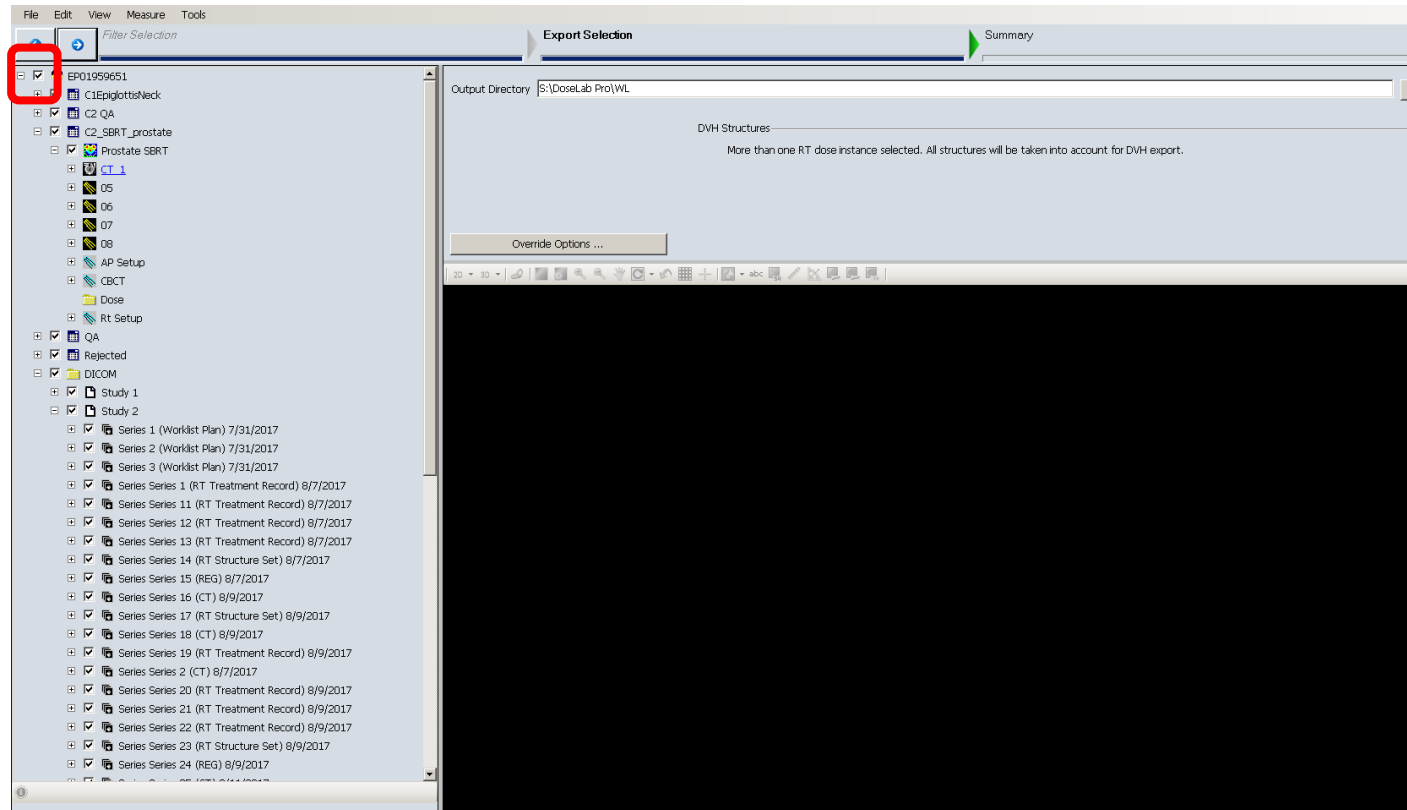 File Edit View Measure Tools
Filter Selection Export Selection Summary
EP01959651
C1EpiglottisNeck
C2 QA
C2_SBRT_prostate
Prostate SBRT
CT_1
05
06
07
08
AP Setup
CBCT
Dose
Rt Setup
QA
Rejected
DICOM
Study 1
Study 2
Series 1 (Worklist Plan) 7/31/2017
Series 2 (Worklist Plan) 7/31/2017
Series 3 (Worklist Plan) 7/31/2017
Series Series 1 (RT Treatment Record) 8/7/2017
Series Series 11 (RT Treatment Record) 8/7/2017
Series Series 12 (RT Treatment Record) 8/7/2017
Series Series 13 (RT Treatment Record) 8/7/2017
Series Series 14 (RT Structure Set) 8/7/2017
Series Series 15 (REG) 8/7/2017
Series Series 16 (CT) 8/9/2017
Series Series 17 (RT Structure Set) 8/9/2017
Series Series 18 (CT) 8/9/2017
Series Series 19 (RT Treatment Record) 8/9/2017
Series Series 2 (CT) 8/7/2017
Series Series 20 (RT Treatment Record) 8/9/2017
Series Series 21 (RT Treatment Record) 8/9/2017
Series Series 22 (RT Treatment Record) 8/9/2017
Series Series 23 (RT Structure Set) 8/9/2017
Series Series 24 (REG) 8/9/2017
Output Directory S:\DoseLab Pro\WL
DVH Structures
More than one RT dose instance selected. All structures will be taken into account for DVH export.
Override Options ...
2D 3D abc